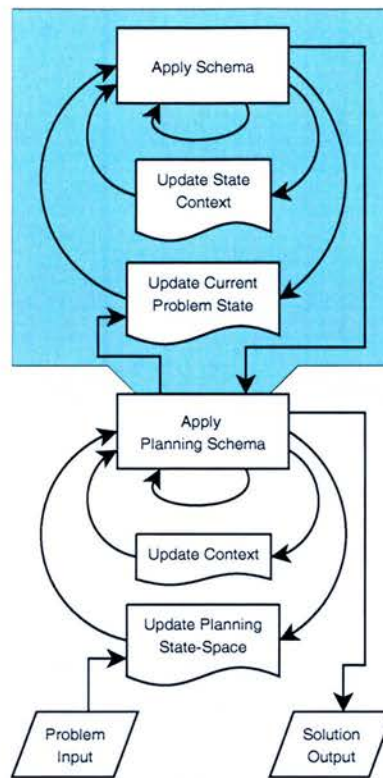 Apply Schema
Update State
Context
Update Current
Problem State
Apply
Planning Schema
Update Context
Update Planning
State-Space
Problem
Input
Solution
Output